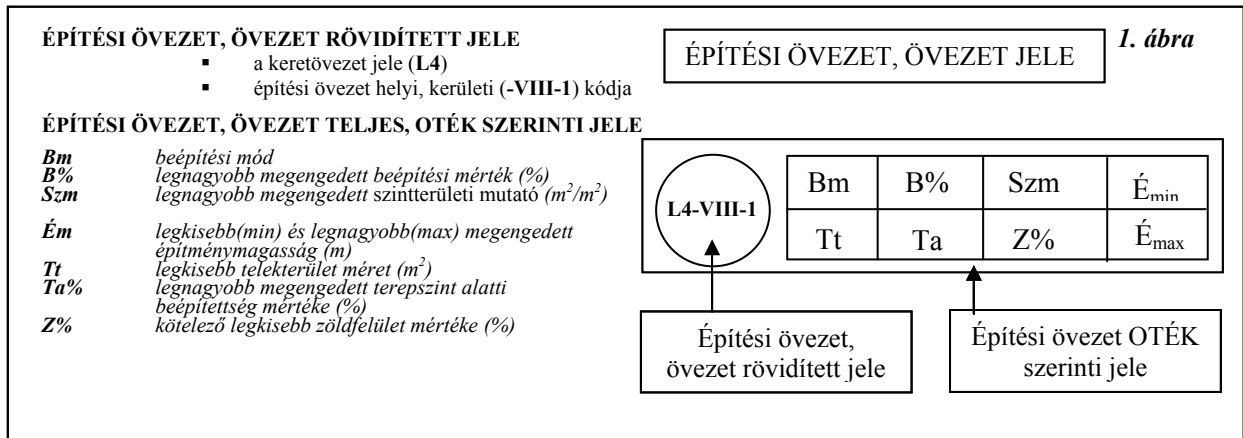 ÉPÍTÉSI ÖVEZET, ÖVEZET RÖVIDÍTETT JELE
▪ a keretövezet jele (L4)
▪ építési övezet helyi, kerületi (-VIII-1) kódja
ÉPÍTÉSI ÖVEZET, ÖVEZET TELJES, OTÉK SZERINTI JELE
Bm beépítési mód
B% legnagyobb megengedett beépítési mérték (%)
Szm legnagyobb megengedett szintterületi mutató (m²/m²)
Ém legkisebb(min) és legnagyobb(max) megengedett
építménymagasság (m)
Tt legkisebb telekterület méret (m²)
Ta% legnagyobb megengedett terepszint alatti
beépítettség mértéke (%)
Z% kötelező legkisebb zöldfelület mértéke (%)
ÉPÍTÉSI ÖVEZET, ÖVEZET JELE
1. ábra
L4-VIII-1
Bm B% Szm Émin
Tt Ta Z% Émax
Építési övezet,
övezet rövidített jele
Építési övezet OTÉK
szerinti jele